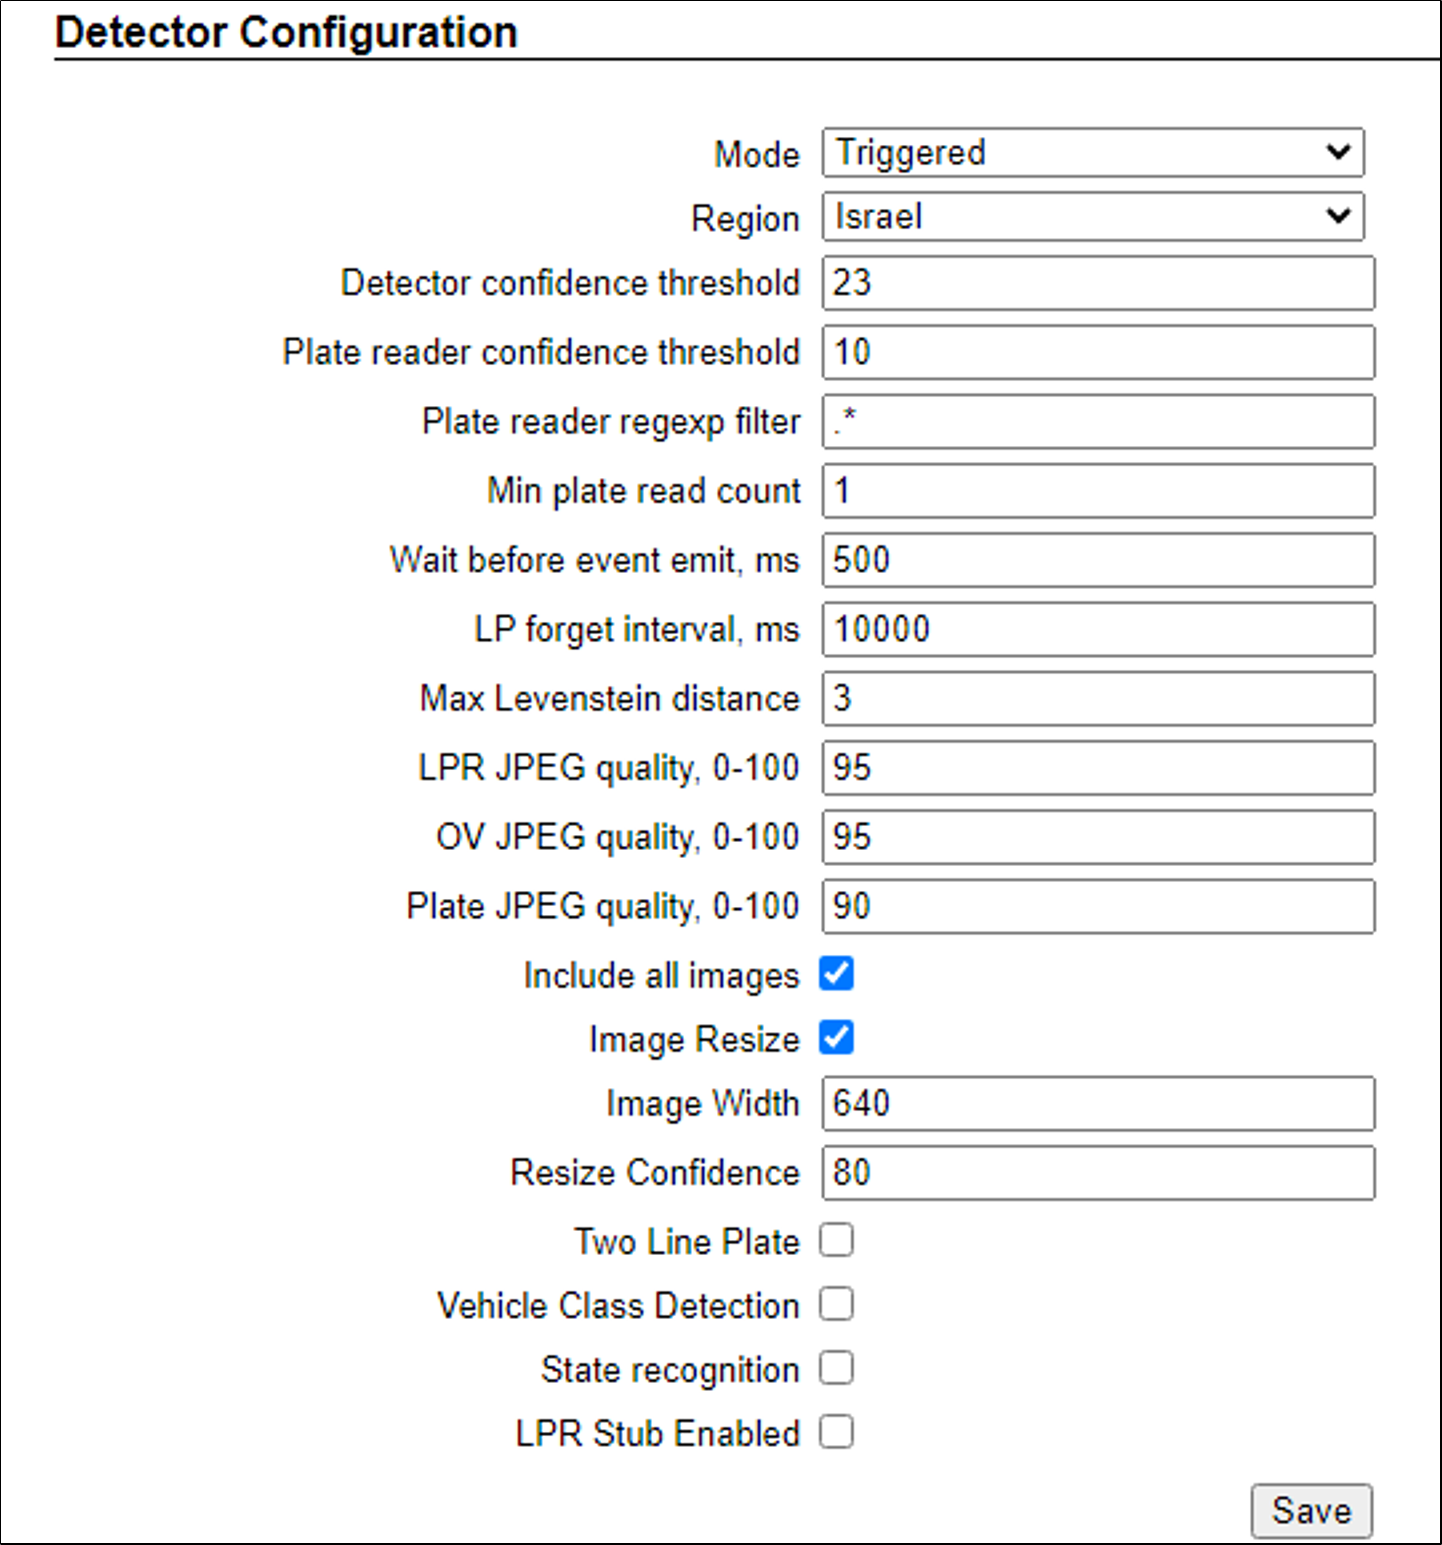 Detector Configuration
Mode Triggered
Region Israel
Detector confidence threshold 23
Plate reader confidence threshold 10
Plate reader regexp filter .*
Min plate read count 1
Wait before event emit, ms 500
LP forget interval, ms 10000
Max Levenstein distance 3
LPR JPEG quality, 0-100 95
OV JPEG quality, 0-100 95
Plate JPEG quality, 0-100 90
Include all images
Image Resize
Image Width 640
Resize Confidence 80
Two Line Plate
Vehicle Class Detection
State recognition
LPR Stub Enabled
Save